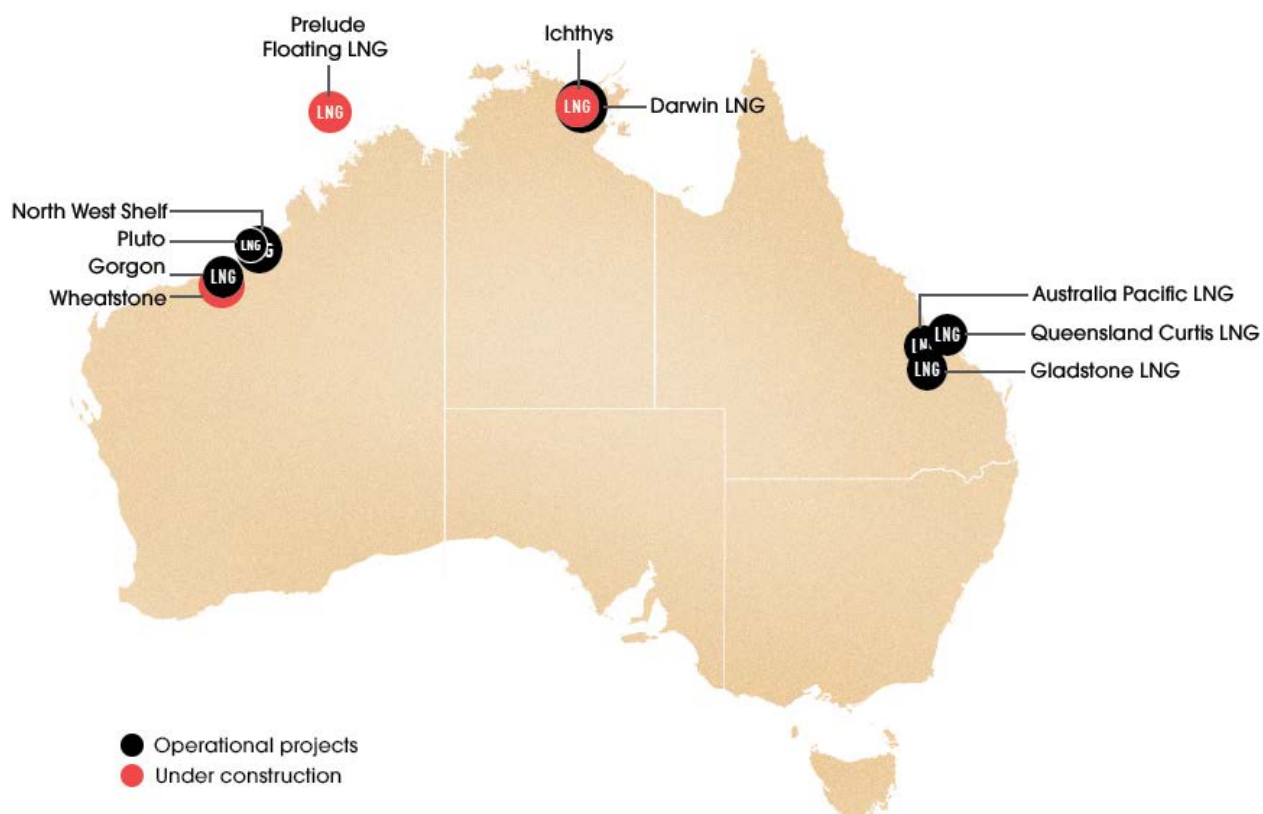 Prelude
Floating LNG
Ichthys
LNG
LNG
Darwin LNG
North West Shelf
Pluto
LNG
G
Gorgon
LNG
Wheatstone
Australia Pacific LNG
LNG
Queensland Curtis LNG
LN
LNG
Gladstone LNG
Operational projects
Under construction